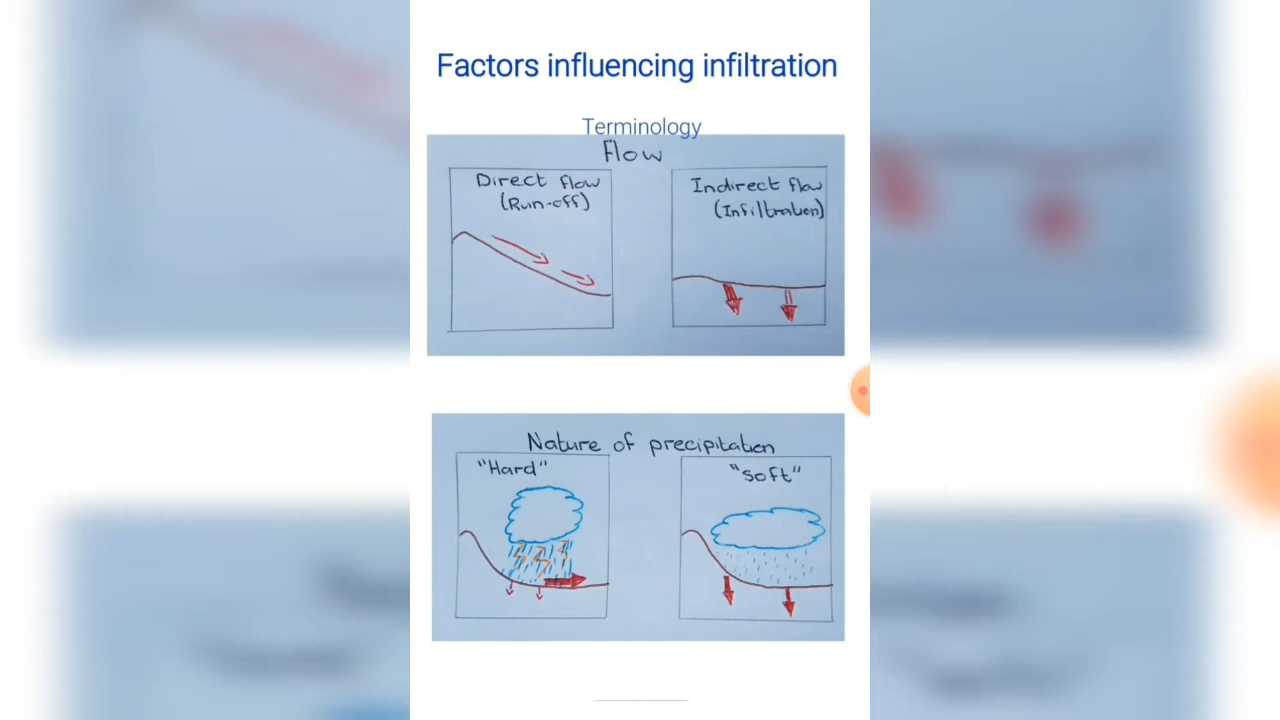 Factors influencing infiltration
Terminology
Flow
Direct flow
(Run-off)
Indirect flow
(Infiltration)
Nature of precipitation
"Hard"
"Soft"